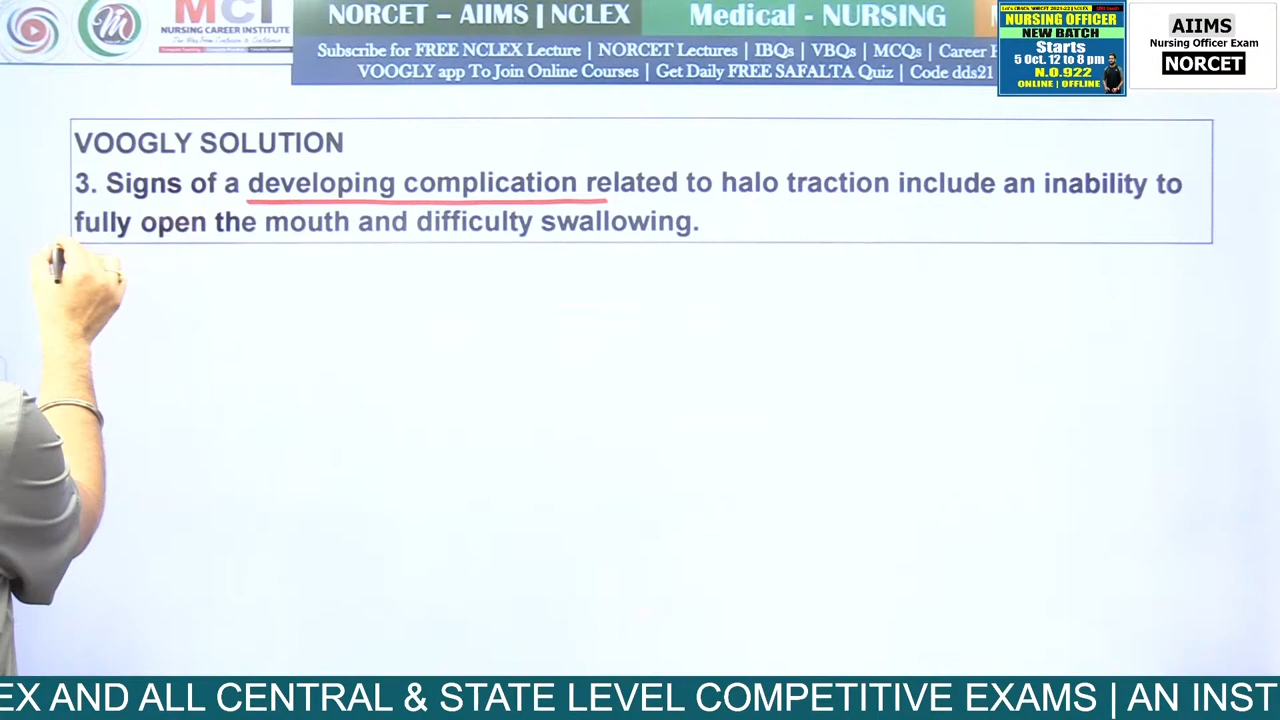 MCI
NURSING CAREER INSTITUTE
NORCET – AIIMS | NCLEX
Medical - NURSING
Subscribe for FREE NCLEX Lecture | NORCET Lectures | IBQs | VBQs | MCQs | Career
VOOGLY app To Join Online Courses | Get Daily FREE SAFALTA Quiz | Code dds21
NURSING OFFICER
NEW BATCH
Starts
5 Oct. 12 to 8 pm
N.O.922
ONLINE | OFFLINE
AIIMS
Nursing Officer Exam
NORCET
VOOGLY SOLUTION
3. Signs of a developing complication related to halo traction include an inability to
fully open the mouth and difficulty swallowing.
EX AND ALL CENTRAL & STATE LEVEL COMPETITIVE EXAMS | AN INST